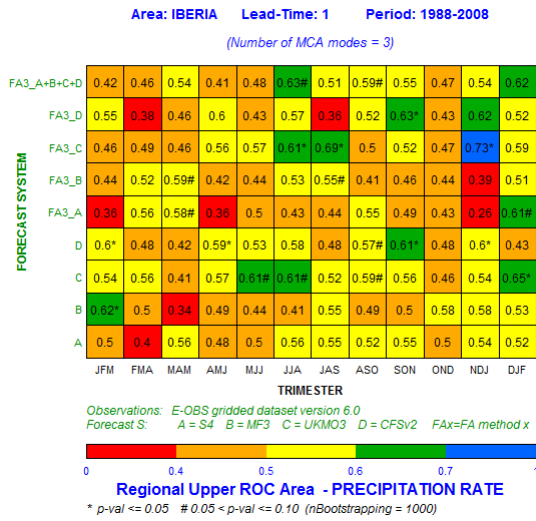 Area: IBERIA Lead-Time: 1 Period: 1988-2008
(Number of MCA modes = 3)
FORECAST SYSTEM
FA3_A+B+C+D 0.42 0.46 0.54 0.41 0.48 0.63# 0.51 0.59# 0.55 0.47 0.54 0.62
FA3_D 0.55 0.38 0.46 0.6 0.43 0.57 0.36 0.52 0.63* 0.43 0.62 0.52
FA3_C 0.46 0.49 0.46 0.56 0.57 0.61* 0.69* 0.5 0.52 0.47 0.73* 0.59
FA3_B 0.44 0.52 0.59# 0.42 0.44 0.53 0.55# 0.41 0.46 0.44 0.39 0.51
FA3_A 0.36 0.56 0.58# 0.36 0.5 0.43 0.44 0.55 0.49 0.43 0.26 0.61#
D 0.6* 0.48 0.42 0.59* 0.53 0.58 0.48 0.57# 0.61* 0.48 0.6* 0.43
C 0.54 0.56 0.41 0.57 0.61# 0.61# 0.52 0.59# 0.56 0.46 0.54 0.65*
B 0.62* 0.5 0.34 0.49 0.44 0.41 0.55 0.49 0.5 0.58 0.58 0.53
A 0.5 0.4 0.56 0.48 0.5 0.56 0.55 0.52 0.55 0.5 0.54 0.52
JFM FMA MAM AMJ MJJ JJA JAS ASO SON OND NDJ DJF
TRIMESTER
Observations: E-OBS gridded dataset version 6.0
Forecast S: A = S4 B = MF3 C = UKMO3 D = CFSv2 FAx=FA method x
0 0.4 0.5 0.6 0.7 1
Regional Upper ROC Area - PRECIPITATION RATE
* p-val <= 0.05 # 0.05 < p-val <= 0.10 (nBootstrapping = 1000)